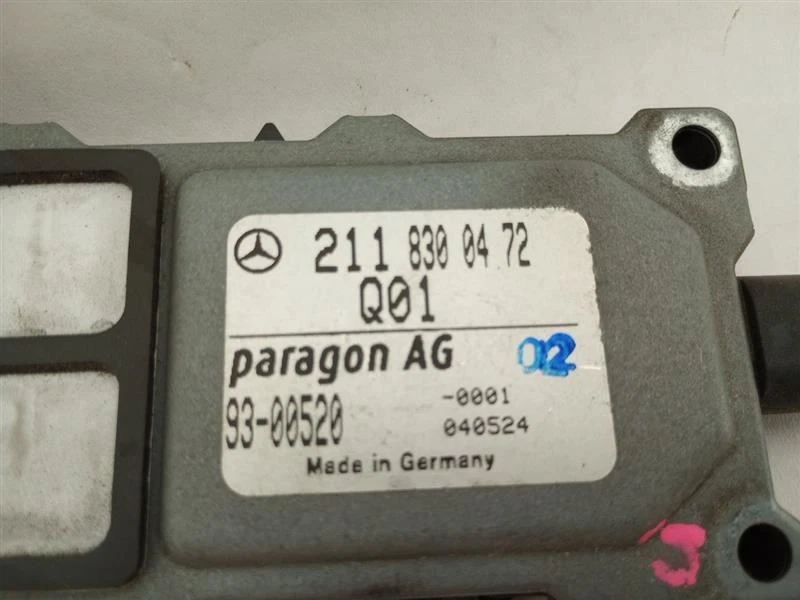 211 830 04 72
Q01
paragon AG 02
93-00520 -0001
040524
Made in Germany